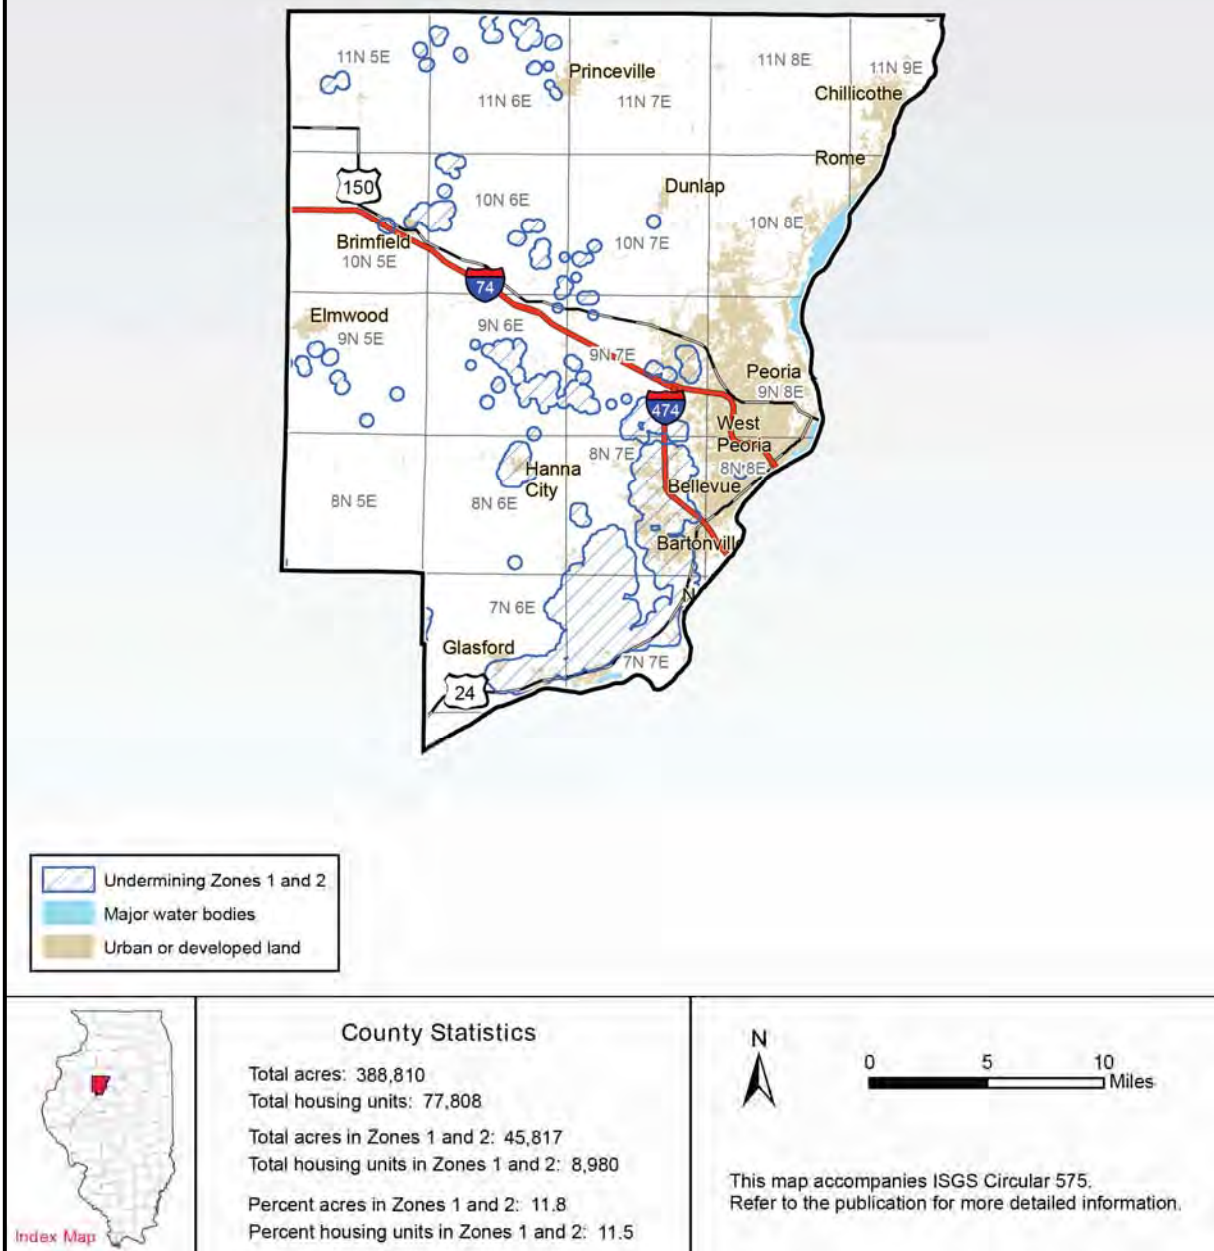 11N 5E
11N 8E
11N 9E
Princeville
Chillicothe
11N 6E
11N 7E
Rome
150
Dunlap
10N 6E
10N 8E
Brimfield
10N 7E
10N 5E
74
Elmwood
9N 6E
9N 5E
9N 7E
Peoria
9N 8E
474
West
Peoria
8N 7E
Hanna
City
8N 8E
Bellevue
8N 5E
8N 6E
Bartonville
7N 6E
N
Glasford
7N 7E
24
Undermining Zones 1 and 2
Major water bodies
Urban or developed land
Index Map
County Statistics
Total acres: 388,810
Total housing units: 77,808
Total acres in Zones 1 and 2: 45,817
Total housing units in Zones 1 and 2: 8,980
Percent acres in Zones 1 and 2: 11.8
Percent housing units in Zones 1 and 2: 11.5
N
0 5 10
Miles
This map accompanies ISGS Circular 575.
Refer to the publication for more detailed information.